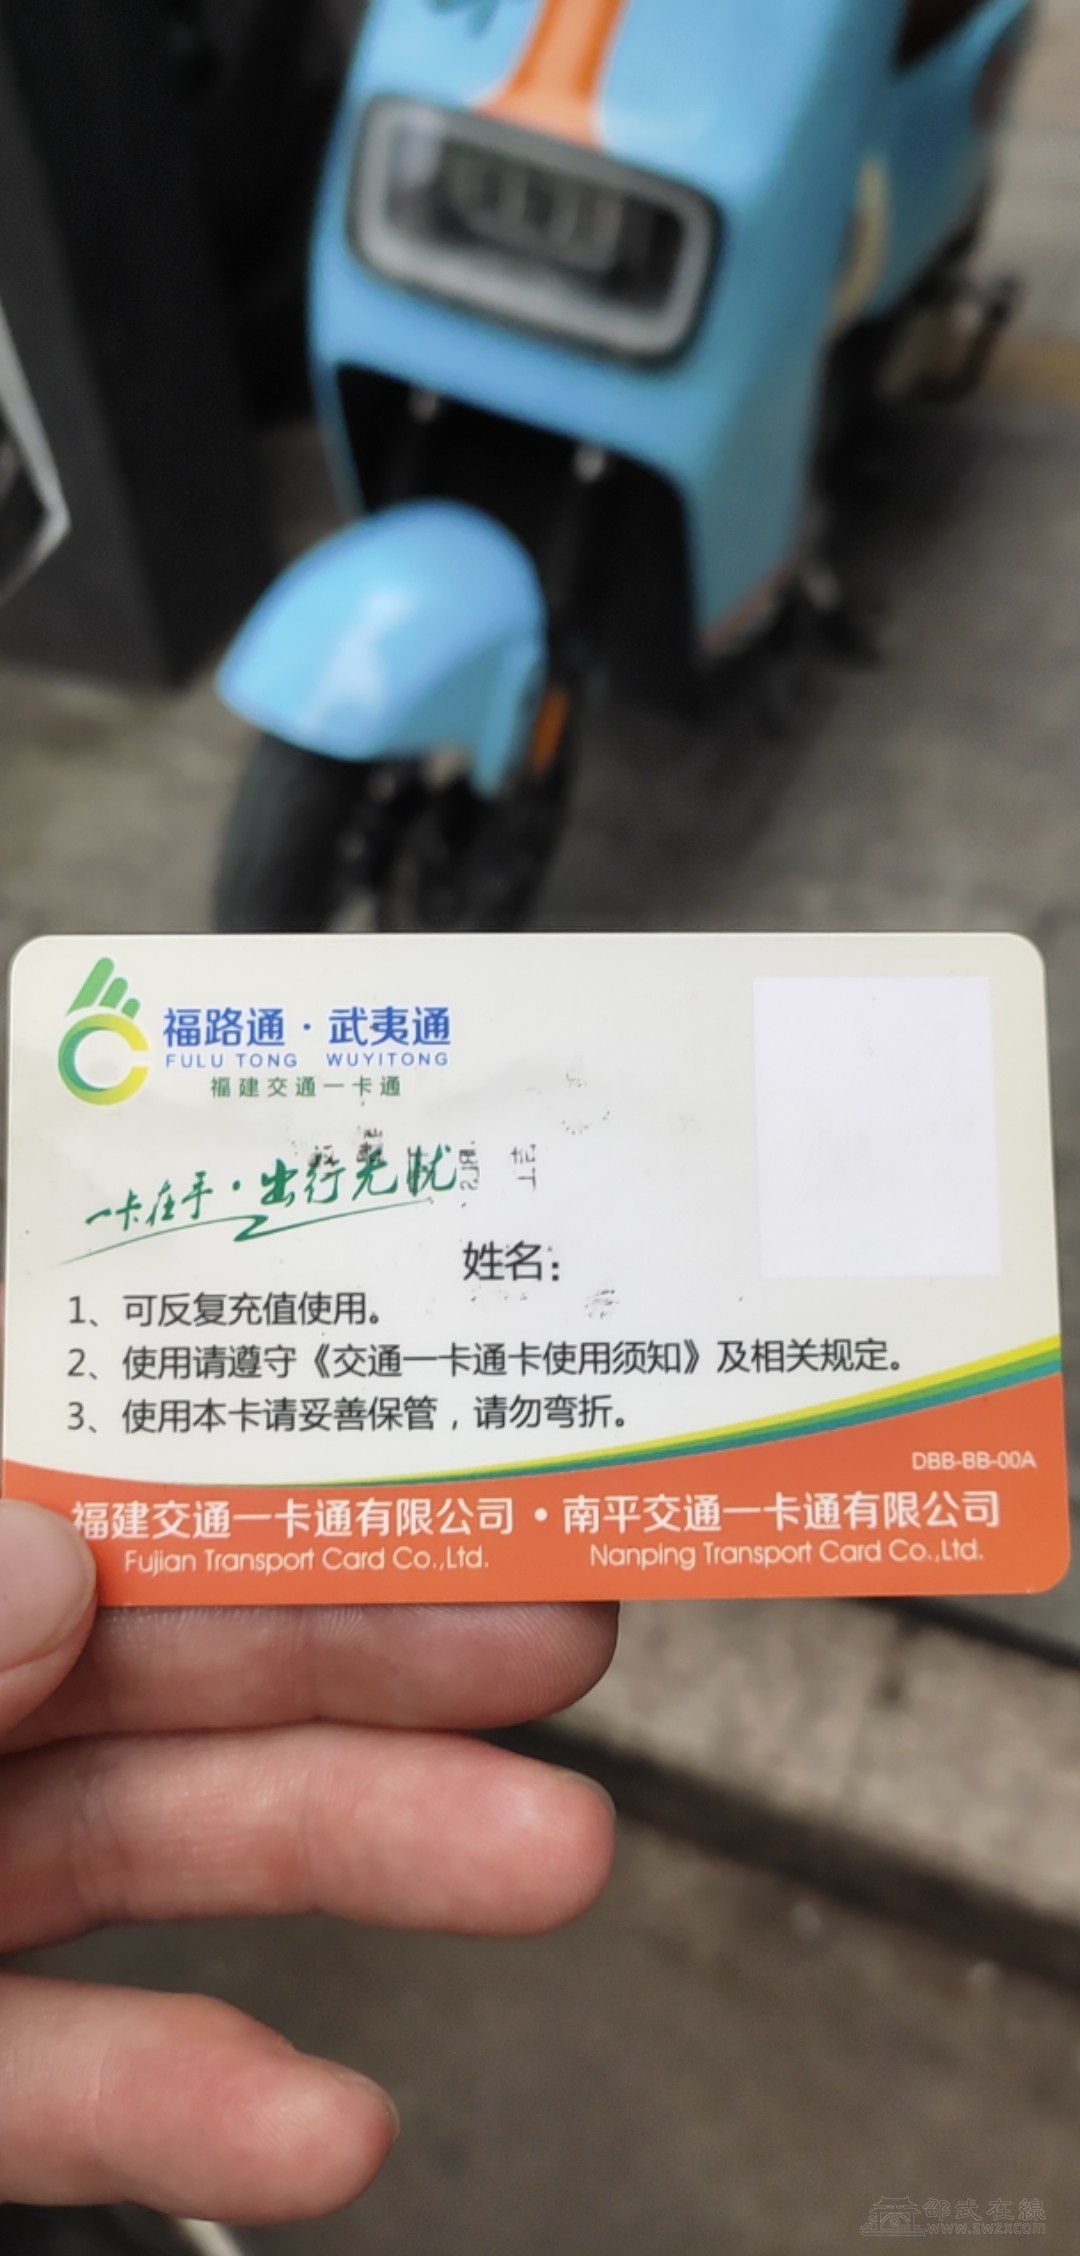 福路通·武夷通
FULU TONG WUYITONG
福建交通一卡通
一卡在手·出行无忧
姓名：
1、可反复充值使用。
2、使用请遵守《交通一卡通卡使用须知》及相关规定。
3、使用本卡请妥善保管，请勿弯折。
DBB-BB-00A
福建交通一卡通有限公司·南平交通一卡通有限公司
Fujian Transport Card Co.,Ltd. Nanping Transport Card Co.,Ltd.
邵武在線
www.swzx.com